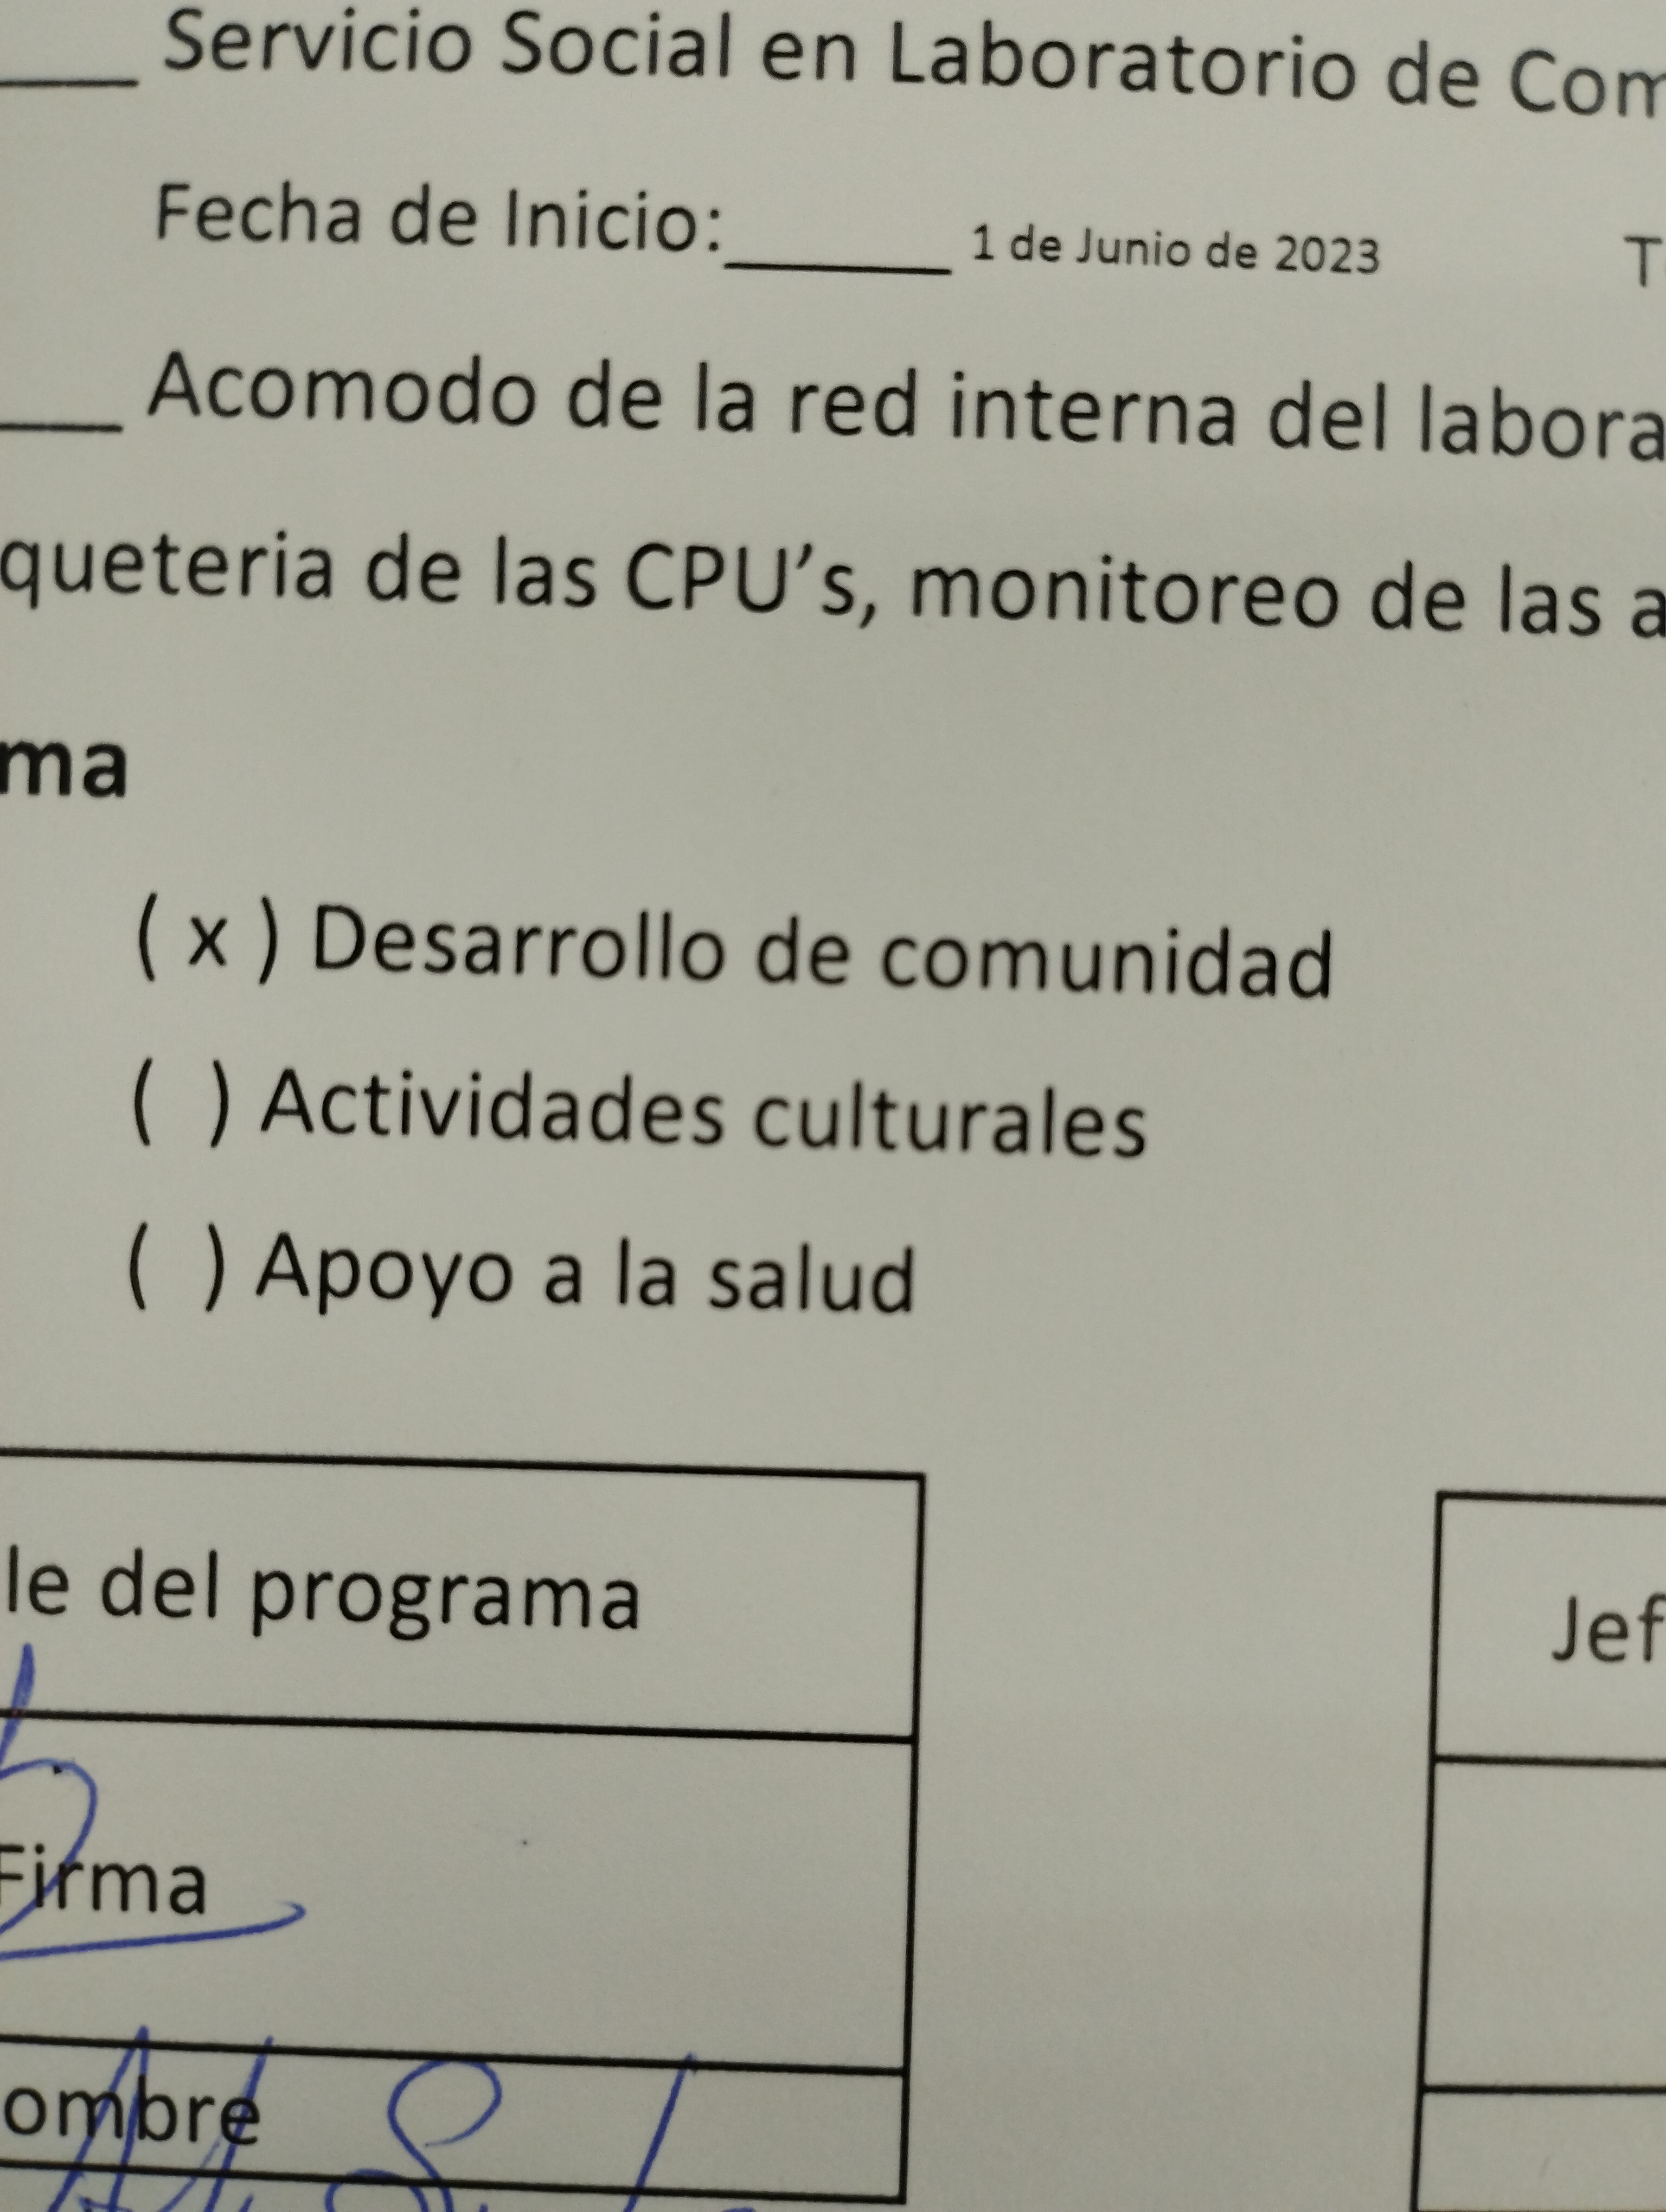 Servicio Social en Laboratorio de Com
Fecha de Inicio:______ 1 de Junio de 2023
Acomodo de la red interna del labora
queteria de las CPU's, monitoreo de las a
ma
( x ) Desarrollo de comunidad
( ) Actividades culturales
( ) Apoyo a la salud
le del programa
Jef
Firma
ombre